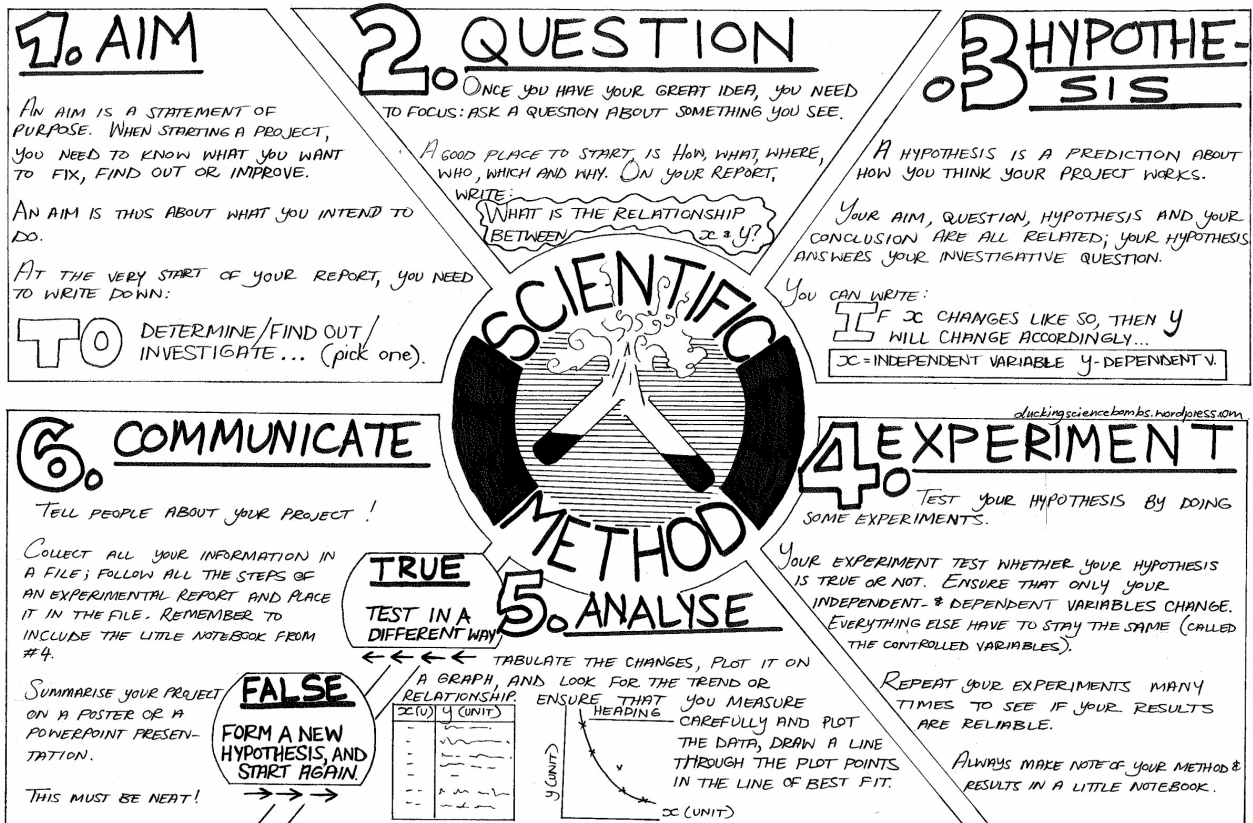 1. AIM
AN AIM IS A STATEMENT OF
PURPOSE. WHEN STARTING A PROJECT,
YOU NEED TO KNOW WHAT YOU WANT
TO FIX, FIND OUT OR IMPROVE.
AN AIM IS THUS ABOUT WHAT YOU INTEND TO
DO.
AT THE VERY START OF YOUR REPORT, YOU NEED
TO WRITE DOWN:
TO DETERMINE/FIND OUT/
INVESTIGATE... (pick one).
2. QUESTION
ONCE YOU HAVE YOUR GREAT IDEA, YOU NEED
TO FOCUS: ASK A QUESTION ABOUT SOMETHING YOU SEE.
A GOOD PLACE TO START, IS HOW, WHAT, WHERE,
WHO, WHICH AND WHY. ON YOUR REPORT,
WRITE:
WHAT IS THE RELATIONSHIP
BETWEEN x & y?
3. HYPOTHE-
SIS
A HYPOTHESIS IS A PREDICTION ABOUT
HOW YOU THINK YOUR PROJECT WORKS.
YOUR AIM, QUESTION, HYPOTHESIS AND YOUR
CONCLUSION ARE ALL RELATED; YOUR HYPOTHESIS
ANSWERS YOUR INVESTIGATIVE QUESTION.
YOU CAN WRITE:
IF x CHANGES LIKE SO, THEN y
WILL CHANGE ACCORDINGLY...
x = INDEPENDENT VARIABLE y - DEPENDENT V.
duckingsciencebombs.wordpress.com
SCIENTIFIC
METHOD
4. EXPERIMENT
TEST YOUR HYPOTHESIS BY DOING
SOME EXPERIMENTS.
YOUR EXPERIMENT TEST WHETHER YOUR HYPOTHESIS
IS TRUE OR NOT. ENSURE THAT ONLY YOUR
INDEPENDENT- & DEPENDENT VARIABLES CHANGE.
EVERYTHING ELSE HAVE TO STAY THE SAME (CALLED
THE CONTROLLED VARIABLES).
REPEAT YOUR EXPERIMENTS MANY
TIMES TO SEE IF YOUR RESULTS
ARE RELIABLE.
ALWAYS MAKE NOTE OF YOUR METHOD &
RESULTS IN A LITTLE NOTEBOOK.
5. ANALYSE
TABULATE THE CHANGES, PLOT IT ON
A GRAPH, AND LOOK FOR THE TREND OR
RELATIONSHIP. ENSURE THAT YOU MEASURE
CAREFULLY AND PLOT
THE DATA, DRAW A LINE
THROUGH THE PLOT POINTS
IN THE LINE OF BEST FIT.
x (U) y (UNIT)
HEADING
y (UNIT)
x (UNIT)
TRUE
TEST IN A
DIFFERENT WAY
FALSE
FORM A NEW
HYPOTHESIS, AND
START AGAIN.
6. COMMUNICATE
TELL PEOPLE ABOUT YOUR PROJECT!
COLLECT ALL YOUR INFORMATION IN
A FILE; FOLLOW ALL THE STEPS OF
AN EXPERIMENTAL REPORT AND PLACE
IT IN THE FILE. REMEMBER TO
INCLUDE THE LITTLE NOTEBOOK FROM
#4.
SUMMARISE YOUR PROJECT
ON A POSTER OR A
POWERPOINT PRESEN-
TATION.
THIS MUST BE NEAT!